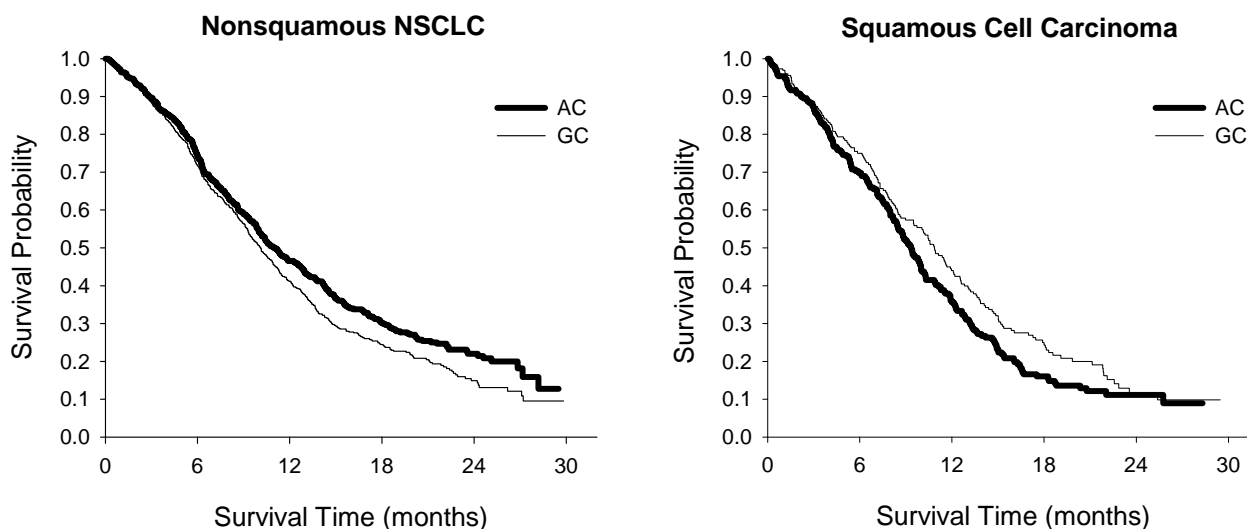 Nonsquamous NSCLC
1.0
0.9
0.8
0.7
0.6
0.5
0.4
0.3
0.2
0.1
0.0
Survival Probability
AC
GC
0 6 12 18 24 30
Survival Time (months)
Squamous Cell Carcinoma
1.0
0.9
0.8
0.7
0.6
0.5
0.4
0.3
0.2
0.1
0.0
Survival Probability
AC
GC
0 6 12 18 24 30
Survival Time (months)